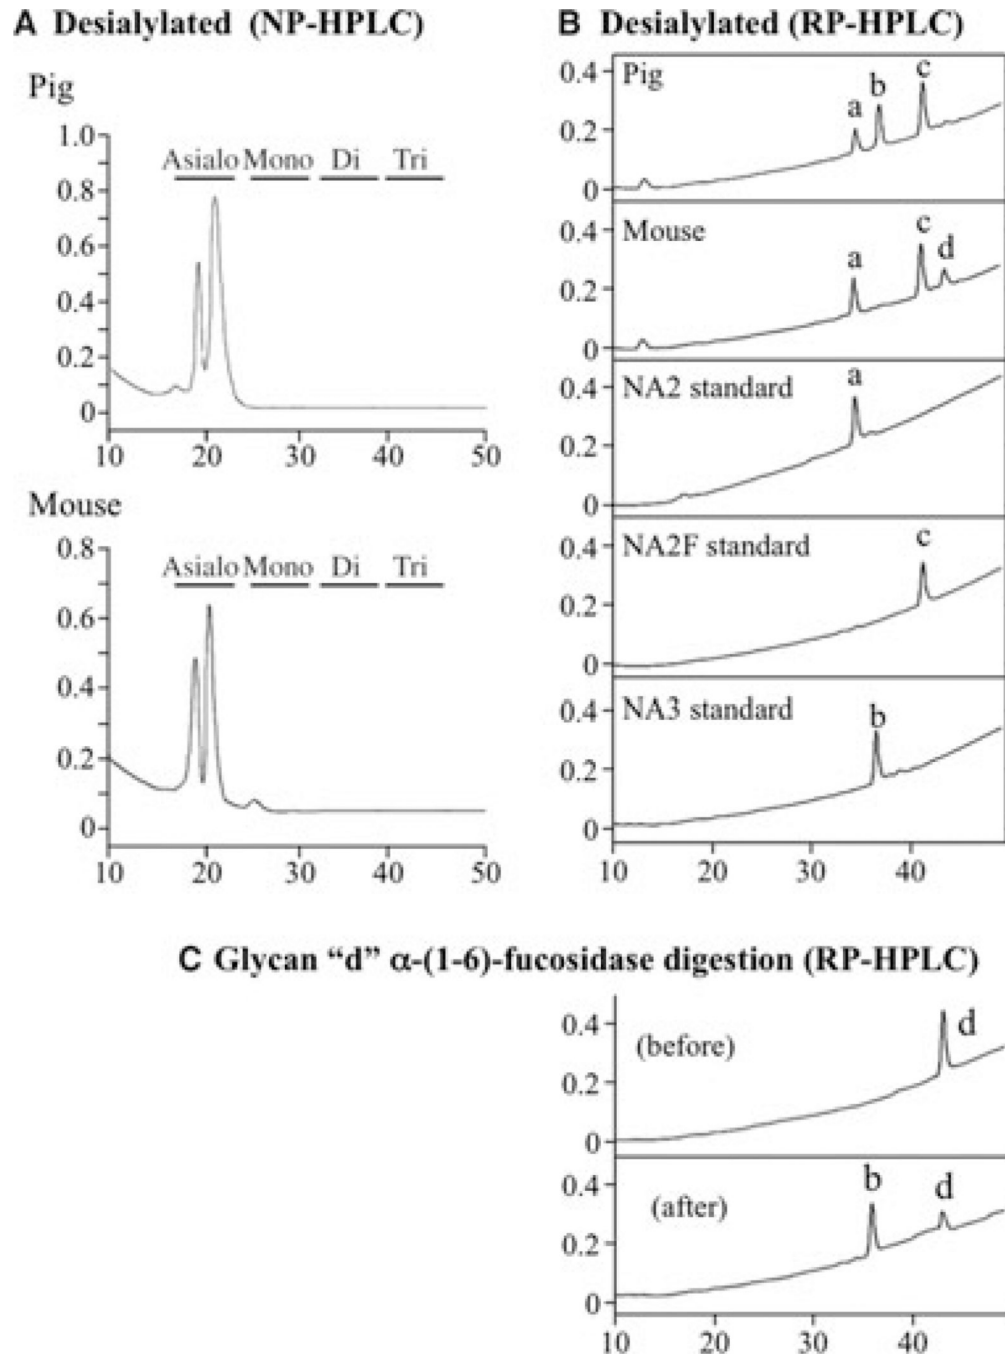 A Desialylated (NP-HPLC)
Pig
1.0
0.8
0.6
0.4
0.2
0
Asialo Mono Di Tri
10 20 30 40 50
Mouse
0.8
0.6
0.4
0.2
0
Asialo Mono Di Tri
10 20 30 40 50
B Desialylated (RP-HPLC)
0.4
0.2
0
Pig
a b c
0.4
0.2
0
Mouse
a c d
0.4
0.2
0
NA2 standard
a
0.4
0.2
0
NA2F standard
c
0.4
0.2
0
NA3 standard
b
10 20 30 40
C Glycan “d” α-(1-6)-fucosidase digestion (RP-HPLC)
0.4
0.2
0
(before)
d
0.4
0.2
0
(after)
b d
10 20 30 40